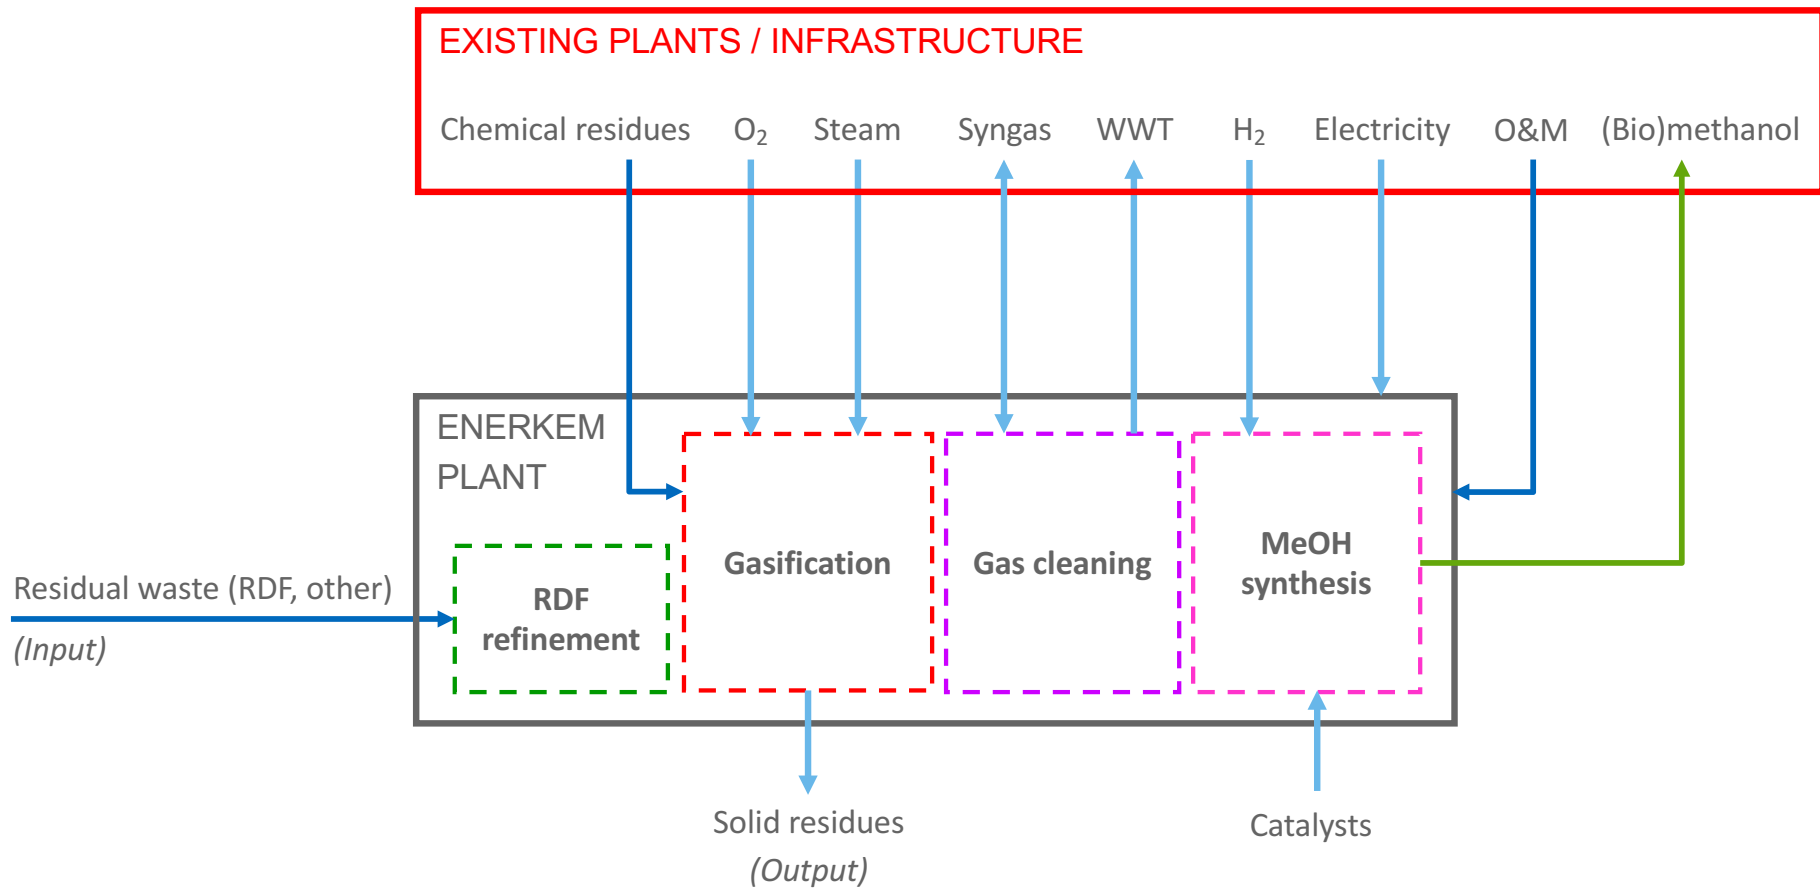 EXISTING PLANTS / INFRASTRUCTURE
Chemical residues O₂ Steam Syngas WWT H₂ Electricity O&M (Bio)methanol
ENERKEM
PLANT
Gasification
Gas cleaning
MeOH
synthesis
RDF
refinement
Residual waste (RDF, other)
(Input)
Solid residues
(Output)
Catalysts